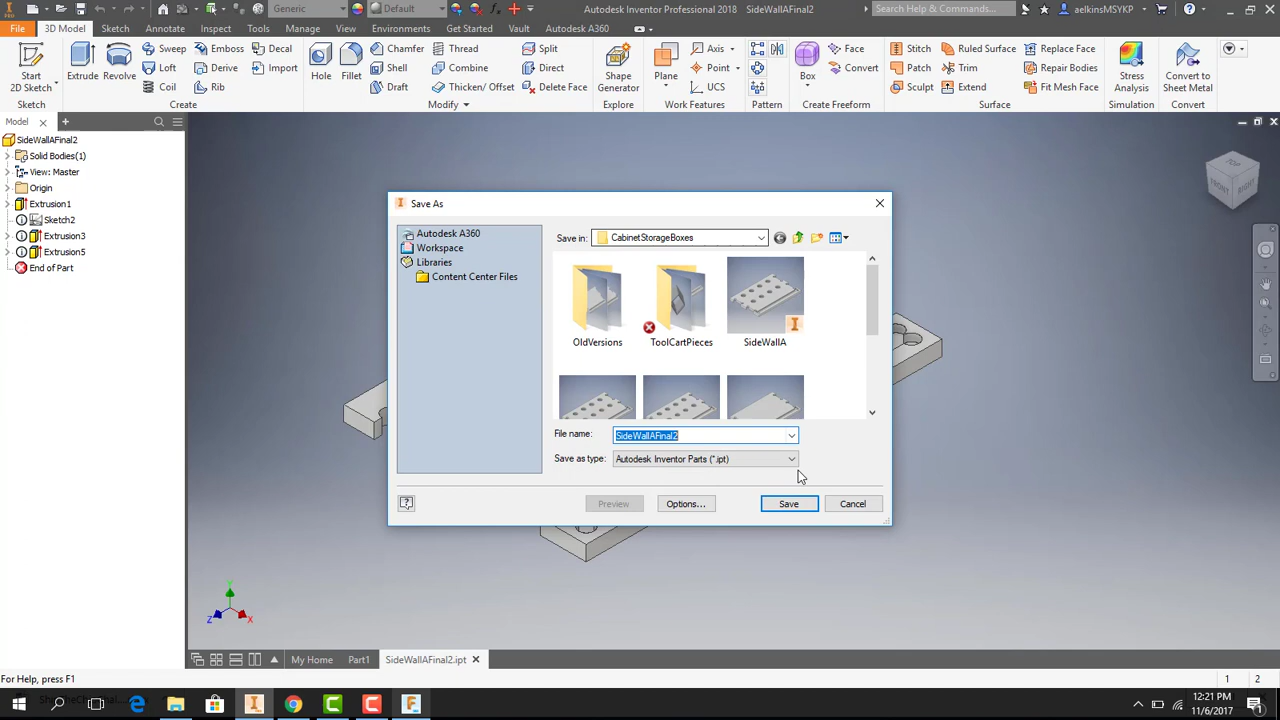 PRO
Generic
Default
Autodesk Inventor Professional 2018
SideWallAFinal2
Search Help & Commands...
aelkinsMSYKP
File
3D Model
Sketch
Annotate
Inspect
Tools
Manage
View
Environments
Get Started
Vault
Autodesk A360
Start
2D Sketch
Extrude
Revolve
Sweep
Emboss
Decal
Loft
Derive
Import
Coil
Rib
Hole
Fillet
Chamfer
Thread
Split
Shell
Combine
Direct
Draft
Thicken/ Offset
Delete Face
Shape
Generator
Plane
Axis
Point
UCS
Box
Face
Convert
Stitch
Ruled Surface
Replace Face
Patch
Trim
Repair Bodies
Sculpt
Extend
Fit Mesh Face
Stress
Analysis
Convert to
Sheet Metal
Sketch
Create
Modify
Explore
Work Features
Pattern
Create Freeform
Surface
Simulation
Convert
Model
SideWallAFinal2
Solid Bodies(1)
View: Master
Origin
Extrusion1
Sketch2
Extrusion3
Extrusion5
End of Part
TOP
FRONT
RIGHT
Save As
Autodesk A360
Workspace
Libraries
Content Center Files
Save in:
CabinetStorageBoxes
OldVersions
ToolCartPieces
SideWallA
File name:
SideWallAFinal2
Save as type:
Autodesk Inventor Parts (*.ipt)
Preview
Options...
Save
Cancel
Y
Z
X
My Home
Part1
SideWallAFinal2.ipt
For Help, press F1
1
2
12:21 PM
11/6/2017